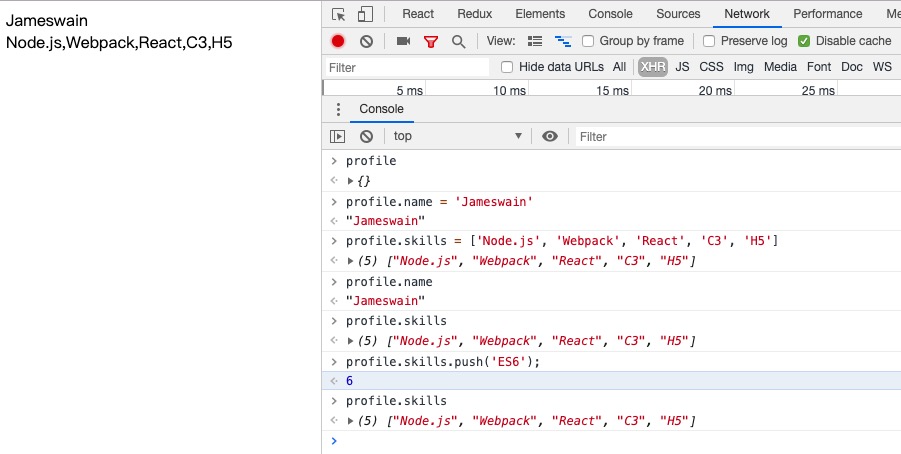 Jameswain
Node.js,Webpack,React,C3,H5
React Redux Elements Console Sources Network Performance Me
View: Group by frame Preserve log Disable cache
Filter Hide data URLs All XHR JS CSS Img Media Font Doc WS
5 ms 10 ms 15 ms 20 ms 25 ms
Console
top Filter
profile
{}
profile.name = 'Jameswain'
"Jameswain"
profile.skills = ['Node.js', 'Webpack', 'React', 'C3', 'H5']
(5) ["Node.js", "Webpack", "React", "C3", "H5"]
profile.name
"Jameswain"
profile.skills
(5) ["Node.js", "Webpack", "React", "C3", "H5"]
profile.skills.push('ES6');
6
profile.skills
(5) ["Node.js", "Webpack", "React", "C3", "H5"]